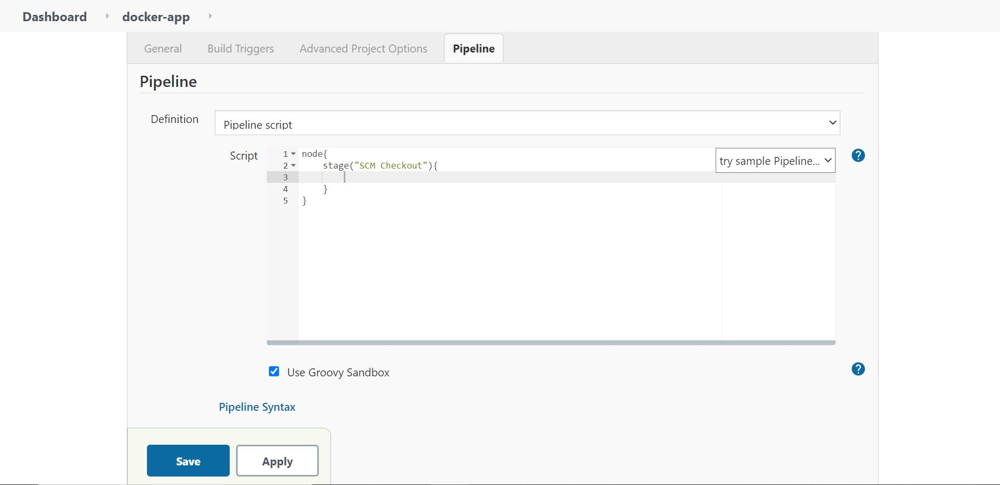 Dashboard docker-app
General Build Triggers Advanced Project Options Pipeline
Pipeline
Definition Pipeline script
Script
try sample Pipeline...
?
1 node{
2 stage("SCM Checkout"){
3
4 }
5 }
Use Groovy Sandbox
?
Pipeline Syntax
Save Apply